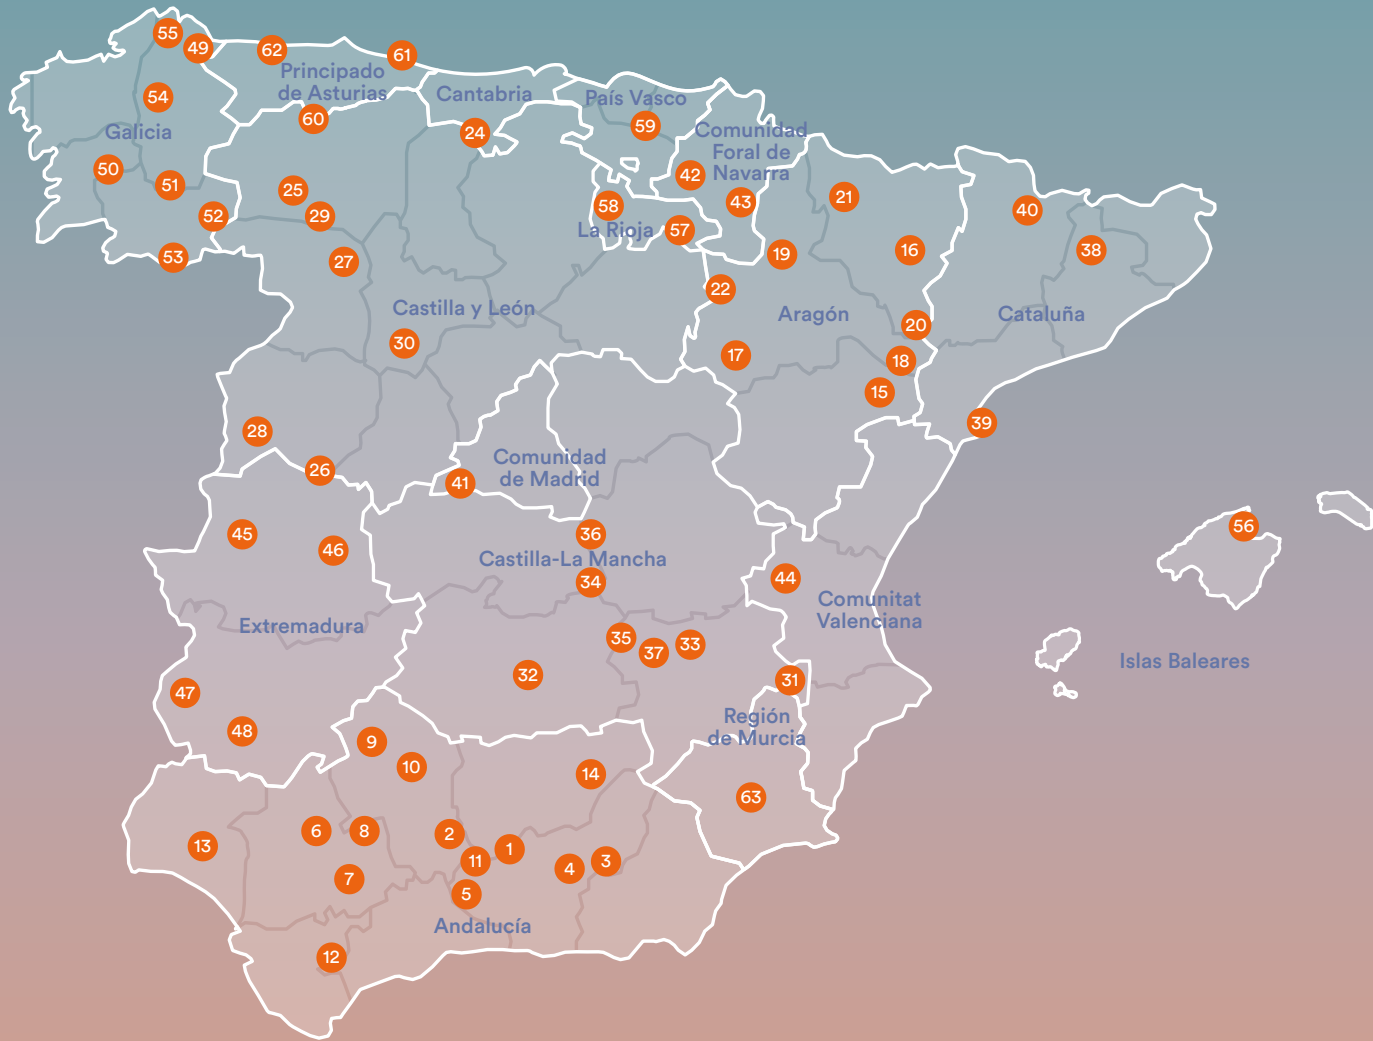 55
49
62
61
Principado
de Asturias
Cantabria
54
País Vasco
60
59
24
Galicia
Comunidad
Foral de
Navarra
50
51
25
42
21
43
58
40
52
29
La Rioja
57
16
38
53
27
19
22
Castilla y León
Aragón
Cataluña
20
30
17
18
15
39
28
Comunidad
de Madrid
26
41
56
45
36
46
Castilla-La Mancha
44
34
Comunitat
Valenciana
Extremadura
35
37
33
Islas Baleares
32
31
47
Región
de Murcia
48
9
10
14
63
6
8
2
13
1
11
4
3
7
5
Andalucía
12